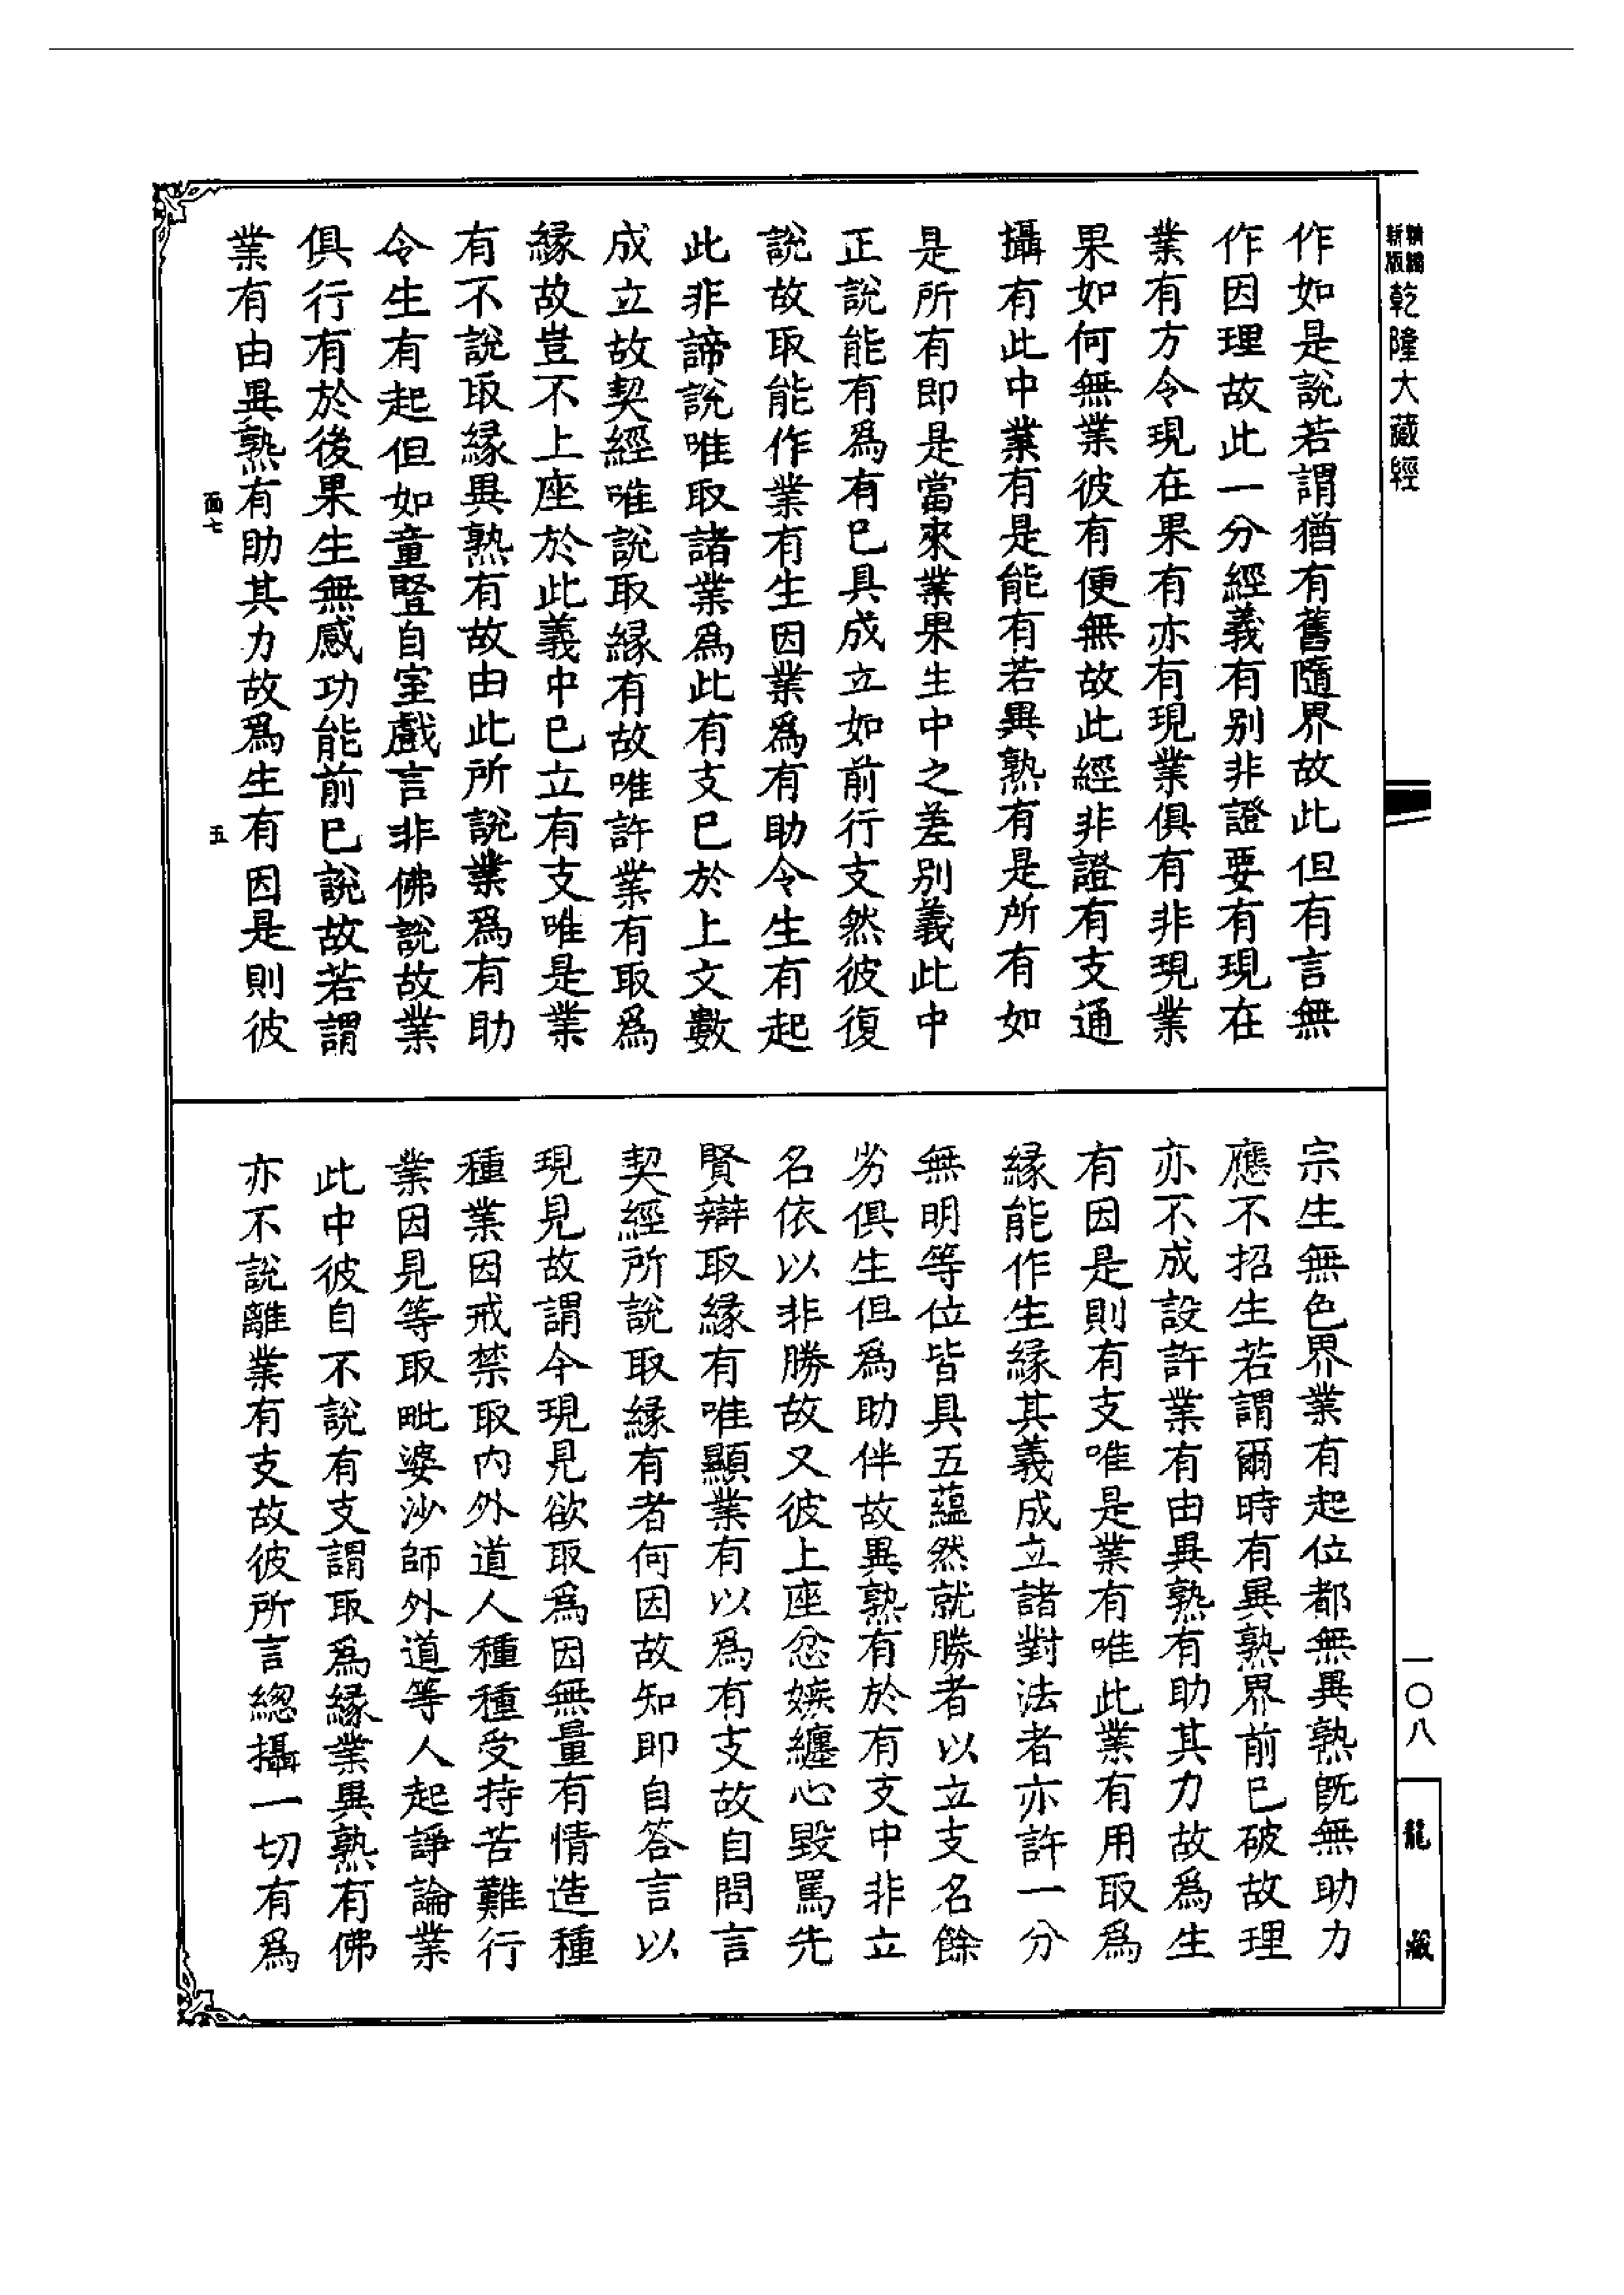 新版精縮乾隆大藏經
作如是說若謂猶有舊隨界故此但有言無
作因理故此一分經義有別非證要有現在
業有方令現在果有亦有現業俱有非現業
果如何無業彼有便無故此經非證有支通
攝有此中業有是能有若異熟有是所有如
是所有即是當來業果生中之差別義此中
正說能有為有已具成立如前行支然彼復
說故取能作業有生因業為有助令生有起
此非諦說唯取諸業為此有支已於上文數
成立故契經唯說取緣有故唯許業有取為
緣故豈不上座於此義中已立有支唯是業
有不說取緣異熟有故由此所說業為有助
令生有起但如童豎自室戲言非佛說故業
俱行有於後果生無感功能前已說故若謂
業有由異熟有助其力故為生有因是則彼
面七
五
宗生無色界業有起位都無異熟旣無助力
應不招生若謂爾時有異熟界前已破故理
亦不成設許業有由異熟有助其力故為生
有因是則有支唯是業有唯此業有用取為
緣能作生緣其義成立諸對法者亦許一分
無明等位皆具五蘊然就勝者以立支名餘
劣俱生但為助伴故異熟有於有支中非立
名依以非勝故又彼上座忿嫉纏心毀罵先
賢辯取緣有唯顯業有以為有支故自問言
契經所說取緣有者何因故知即自答言以
現見故謂今現見欲取為因無量有情造種
種業因戒禁取內外道人種種受持苦難行
業因見等取毗婆沙師外道等人起諍論業
此中彼自不說有支謂取為緣業異熟有佛
亦不說離業有支故彼所言總攝一切有為
一〇八
龍藏